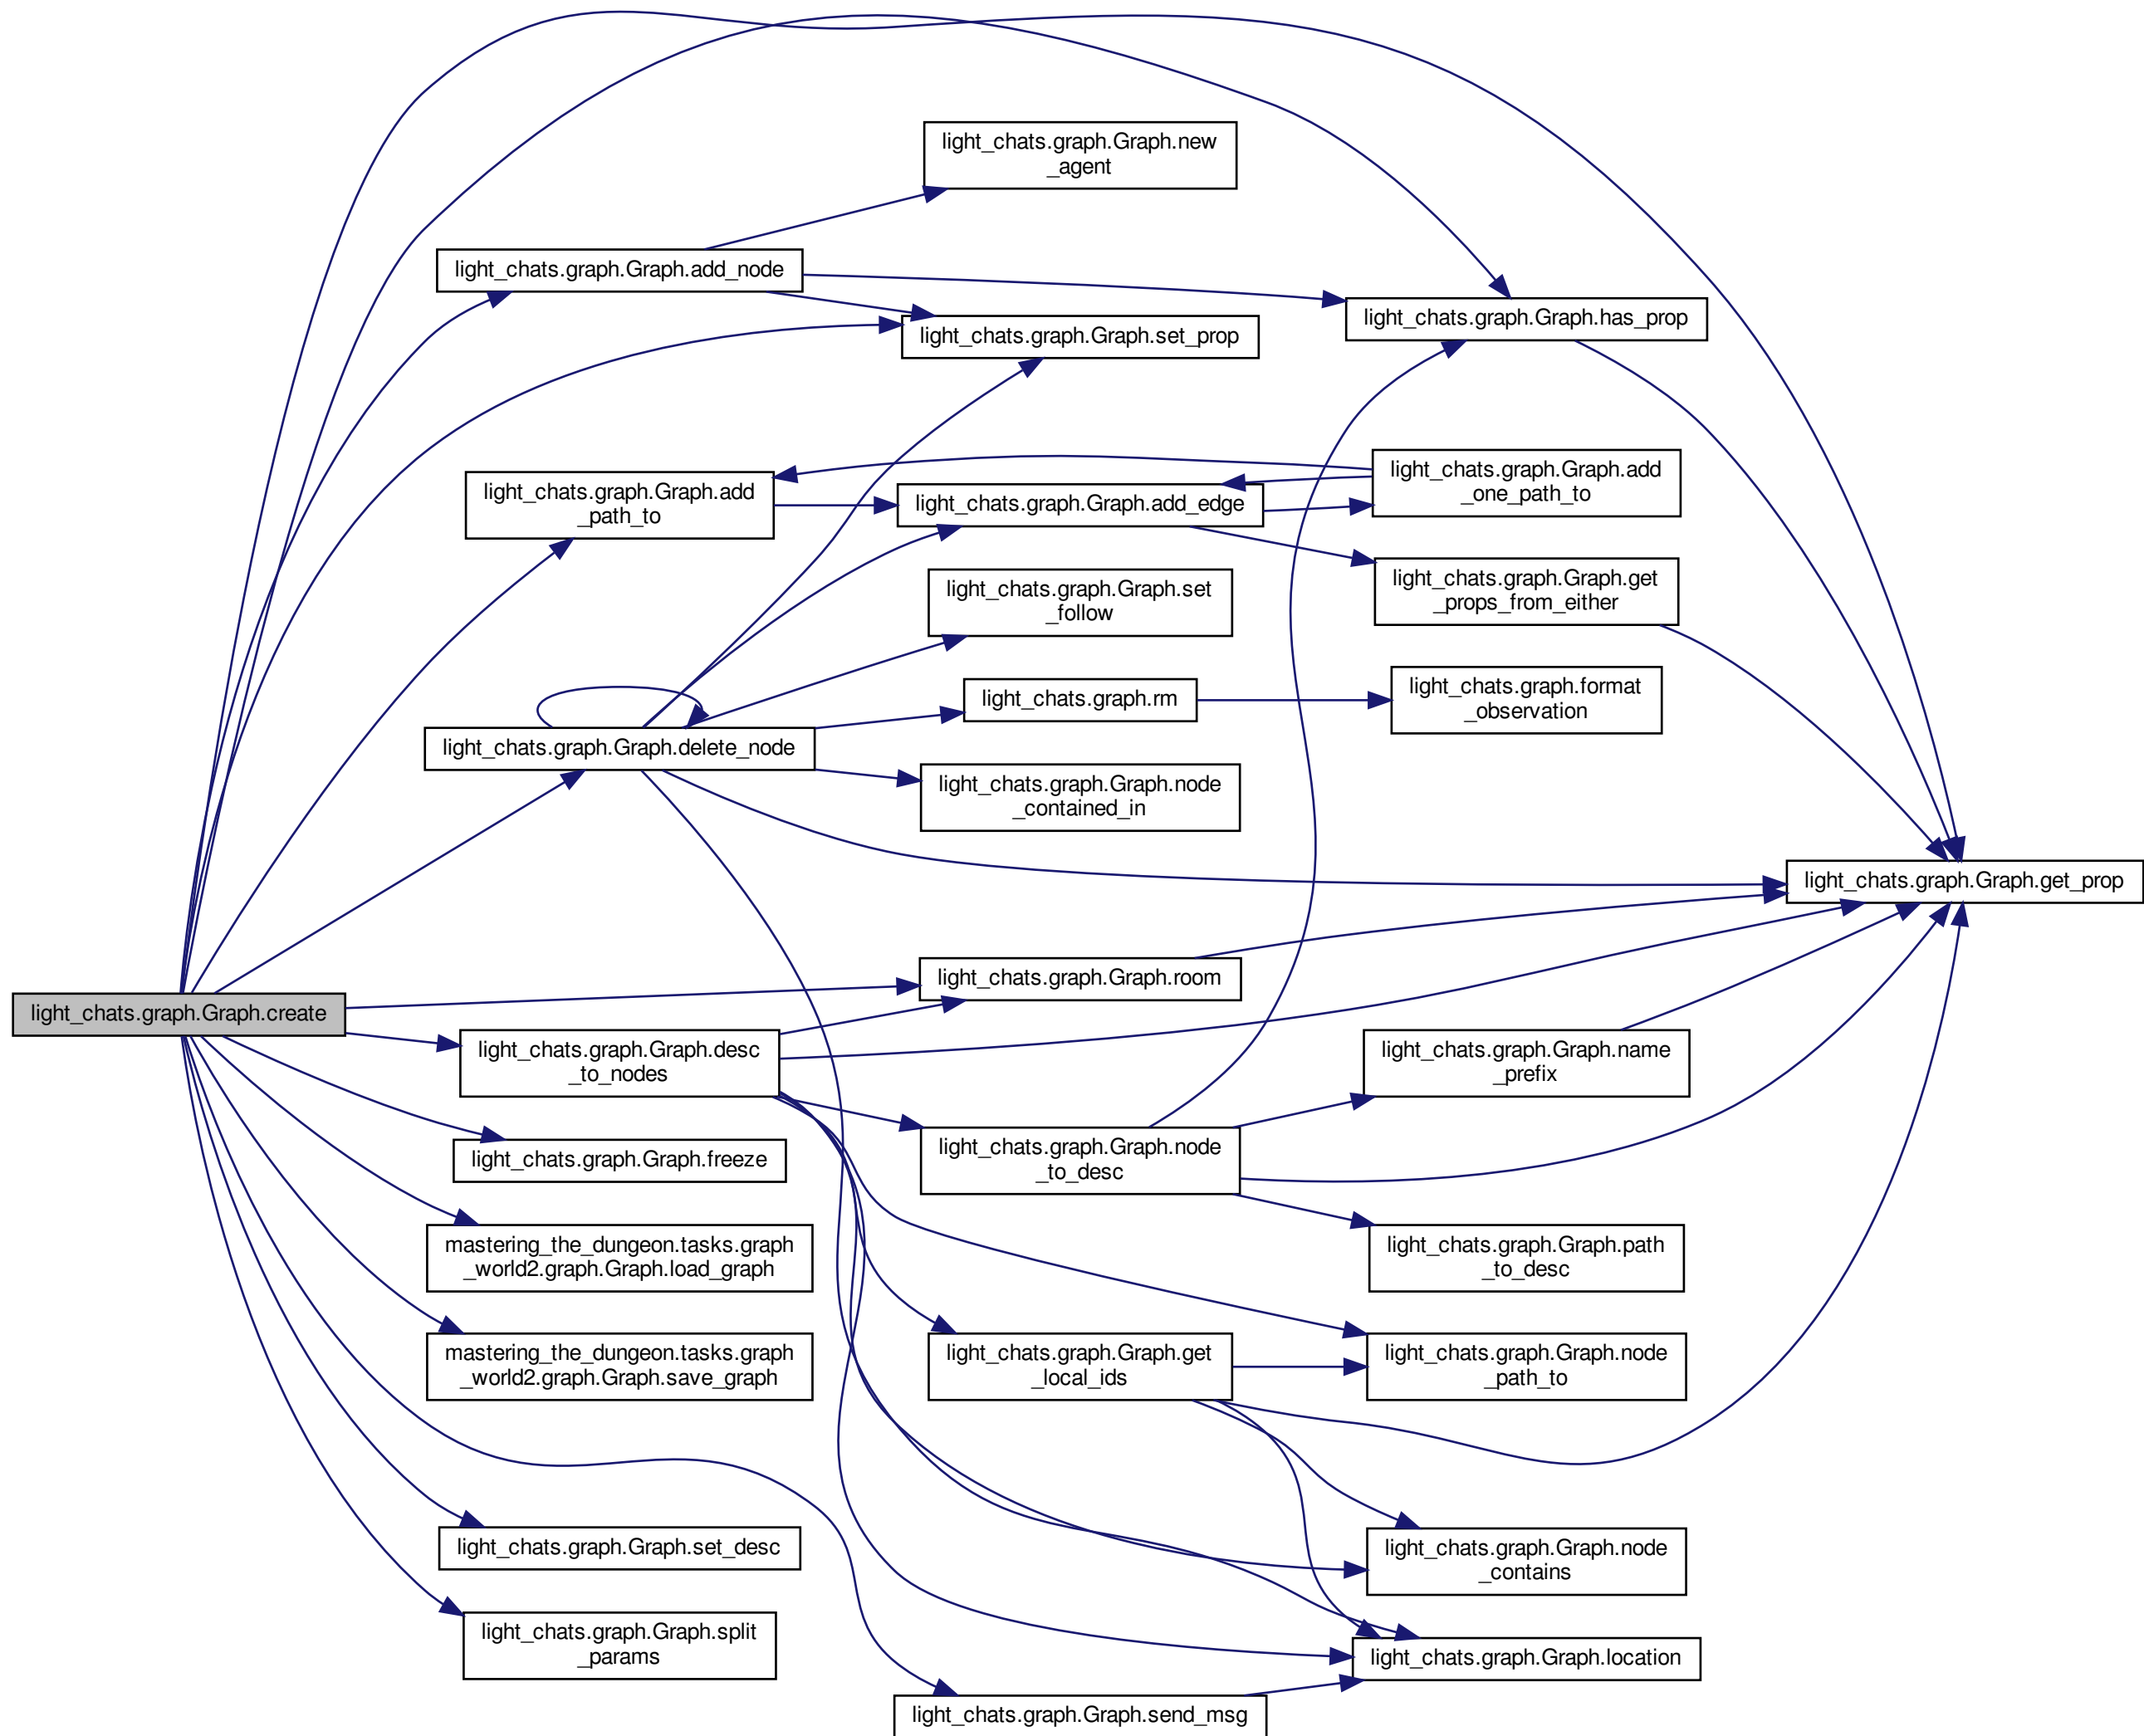 light_chats.graph.Graph.new
_agent
light_chats.graph.Graph.add_node
light_chats.graph.Graph.has_prop
light_chats.graph.Graph.set_prop
light_chats.graph.Graph.add
_path_to
light_chats.graph.Graph.add_edge
light_chats.graph.Graph.add
_one_path_to
light_chats.graph.Graph.set
_follow
light_chats.graph.Graph.get
_props_from_either
light_chats.graph.rm
light_chats.graph.format
_observation
light_chats.graph.Graph.delete_node
light_chats.graph.Graph.node
_contained_in
light_chats.graph.Graph.get_prop
light_chats.graph.Graph.room
light_chats.graph.Graph.create
light_chats.graph.Graph.desc
_to_nodes
light_chats.graph.Graph.name
_prefix
light_chats.graph.Graph.freeze
light_chats.graph.Graph.node
_to_desc
mastering_the_dungeon.tasks.graph
_world2.graph.Graph.load_graph
light_chats.graph.Graph.path
_to_desc
mastering_the_dungeon.tasks.graph
_world2.graph.Graph.save_graph
light_chats.graph.Graph.get
_local_ids
light_chats.graph.Graph.node
_path_to
light_chats.graph.Graph.set_desc
light_chats.graph.Graph.node
_contains
light_chats.graph.Graph.split
_params
light_chats.graph.Graph.location
light_chats.graph.Graph.send_msg